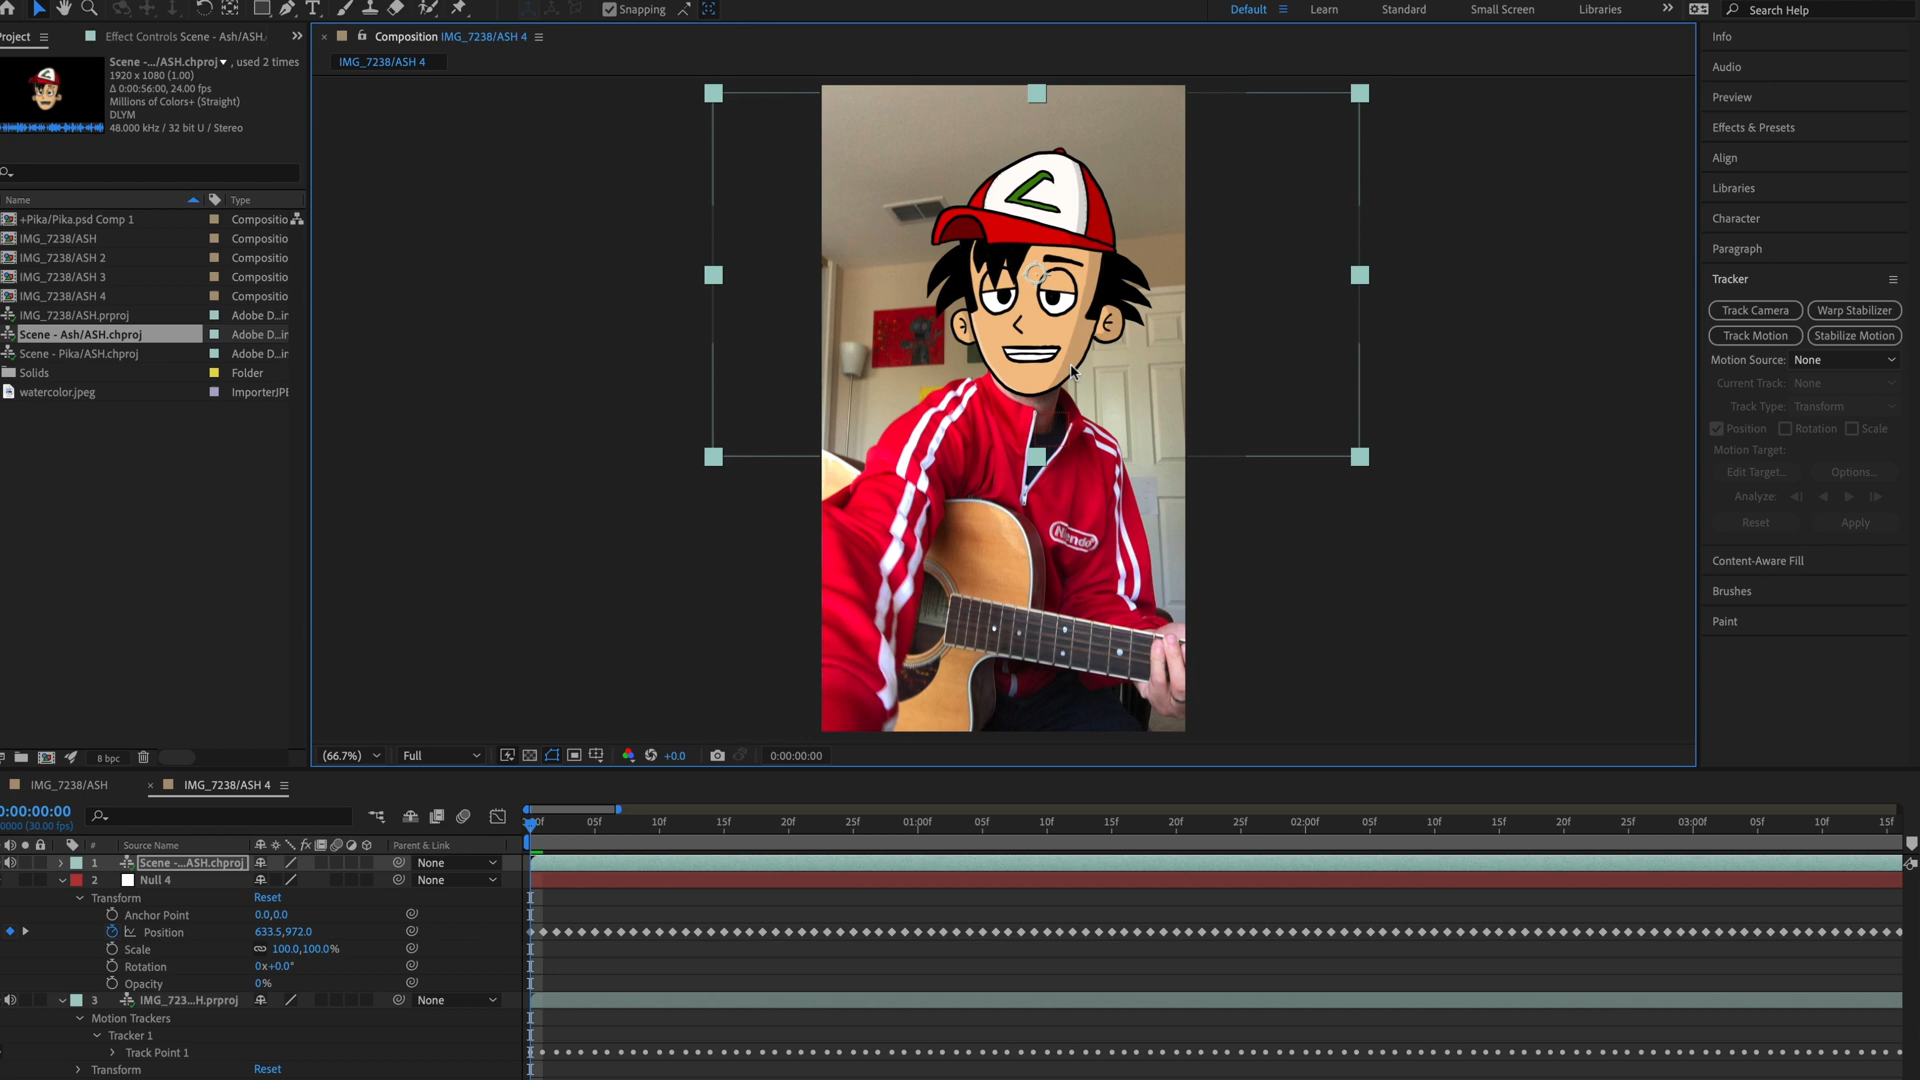 Snapping
Default
Learn
Standard
Small Screen
Libraries
Search Help
Project
Effect Controls Scene - Ash/ASH.
Scene -.../ASH.chproj▼, used 2 times
1920 x 1080 (1.00)
Δ 0:00:56:00, 24.00 fps
Millions of Colors+ (Straight)
DLYM
48.000 kHz / 32 bit U / Stereo
Name
Type
+Pika/Pika.psd Comp 1
Compositio
IMG_7238/ASH
Compositio
IMG_7238/ASH 2
Compositio
IMG_7238/ASH 3
Compositio
IMG_7238/ASH 4
Compositio
IMG_7238/ASH.prproj
Adobe D...in
Scene - Ash/ASH.chproj
Adobe D...in
Scene - Pika/ASH.chproj
Adobe D...in
Solids
Folder
watercolor.jpeg
ImporterJPE
8 bpc
Composition IMG_7238/ASH 4
IMG_7238/ASH 4
(66.7%)
Full
+0.0
0:00:00:00
Info
Audio
Preview
Effects & Presets
Align
Libraries
Character
Paragraph
Tracker
Track Camera
Warp Stabilizer
Track Motion
Stabilize Motion
Motion Source: None
Current Track: None
Track Type: Transform
Position
Rotation
Scale
Motion Target:
Edit Target...
Options...
Analyze:
Reset
Apply
Content-Aware Fill
Brushes
Paint
IMG_7238/ASH
IMG_7238/ASH 4
0:00:00:00
0000 (30.00 fps)
:00f 05f 10f 15f 20f 25f 01:00f 05f 10f 15f 20f 25f 02:00f 05f 10f 15f 20f 25f 03:00f 05f 10f 15f
# Source Name
Parent & Link
1 Scene -...ASH.chproj
None
2 Null 4
None
Transform
Reset
Anchor Point
0.0,0.0
Position
633.5,972.0
Scale
100.0,100.0%
Rotation
0x+0.0°
Opacity
0%
3 IMG_723...H.prproj
None
Motion Trackers
Tracker 1
Track Point 1
Transform
Reset